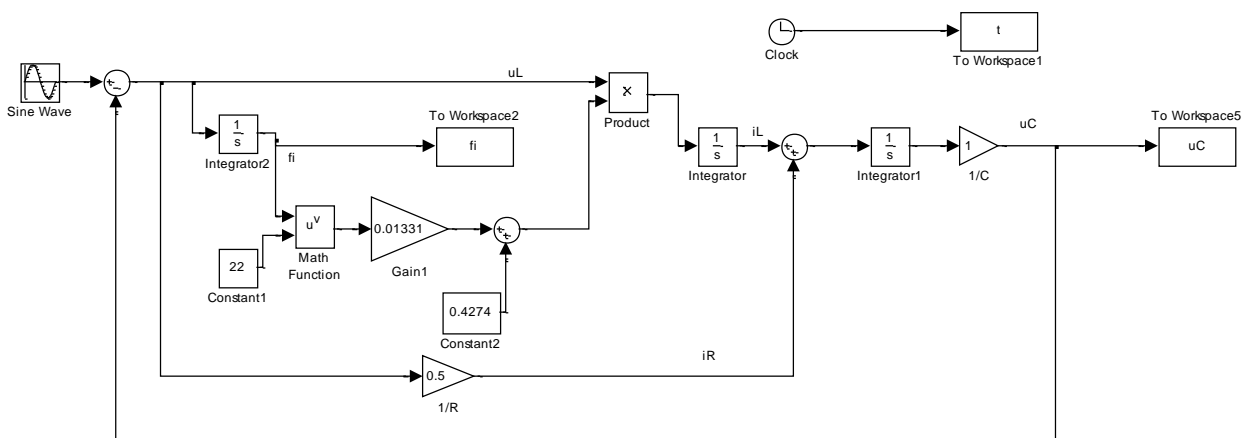 t
Clock
To Workspace1
uL
Sine Wave
x
Product
To Workspace2
To Workspace5
1
s
Integrator2
fi
fi
1
s
Integrator
iL
1
s
Integrator1
1
1/C
uC
uC
u^v
Math
Function
0.01331
Gain1
22
Constant1
0.4274
Constant2
iR
0.5
1/R